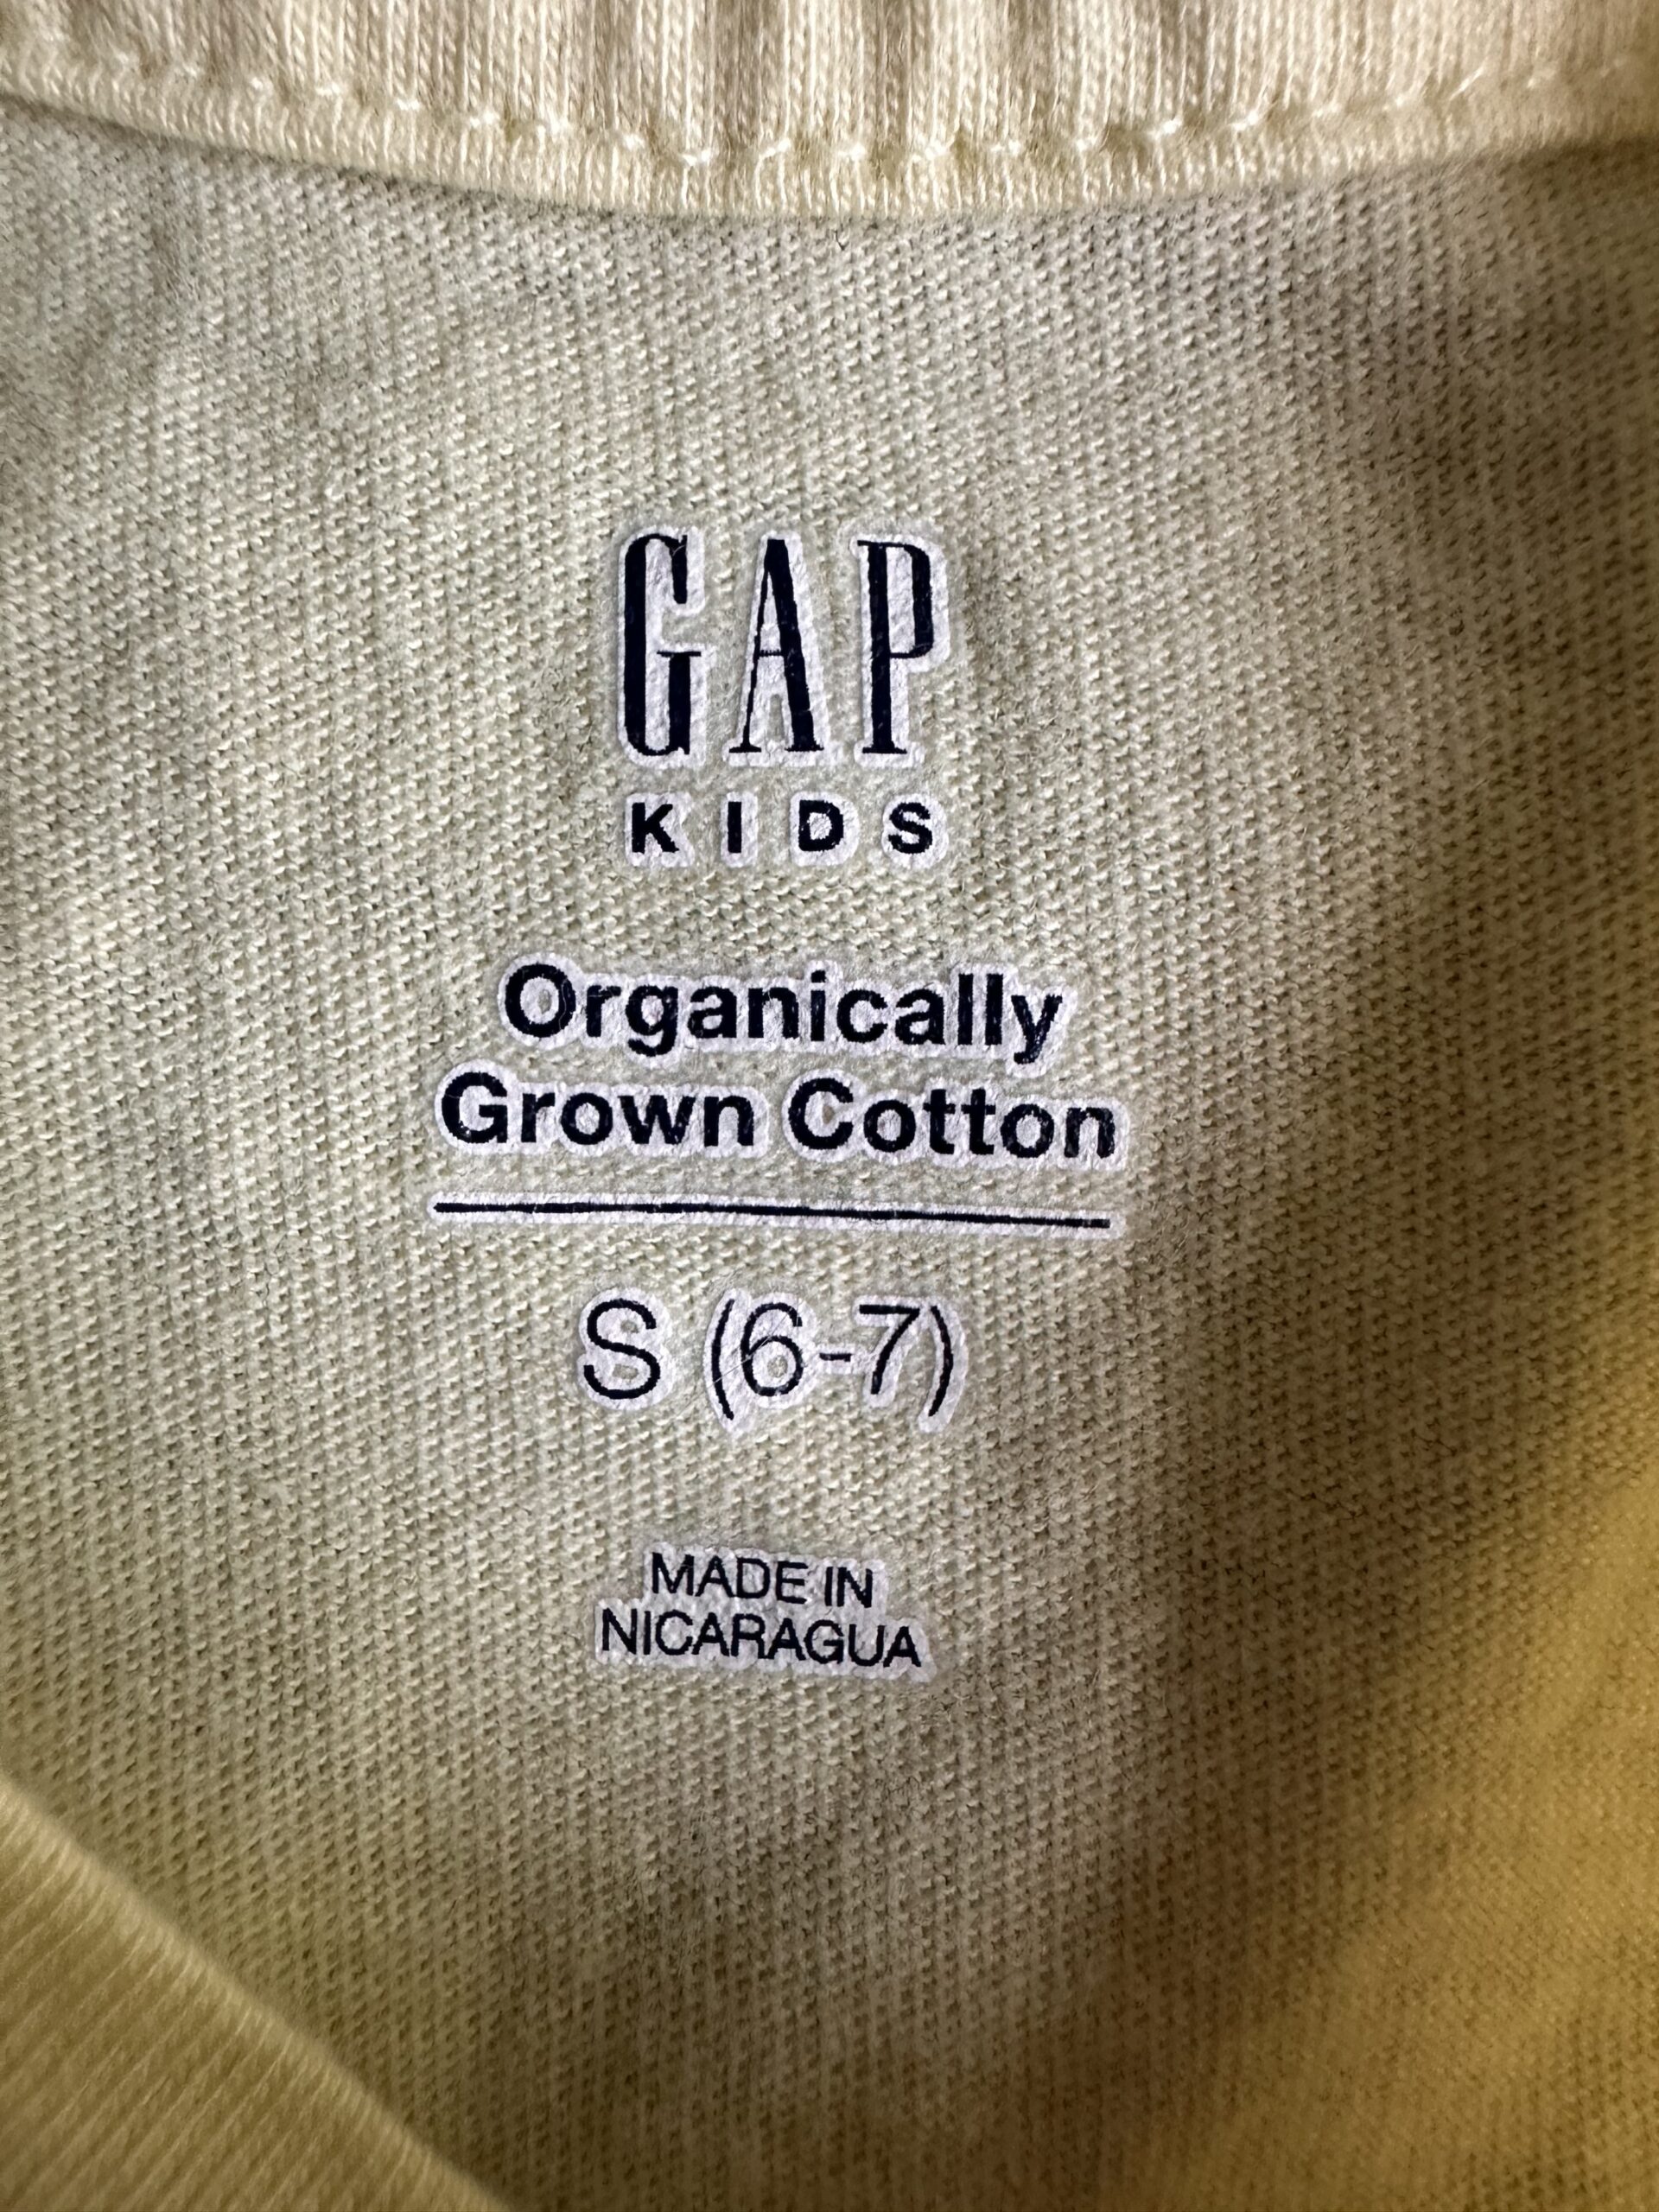 GAP
KIDS
Organically
Grown Cotton
S (6-7)
MADE IN
NICARAGUA